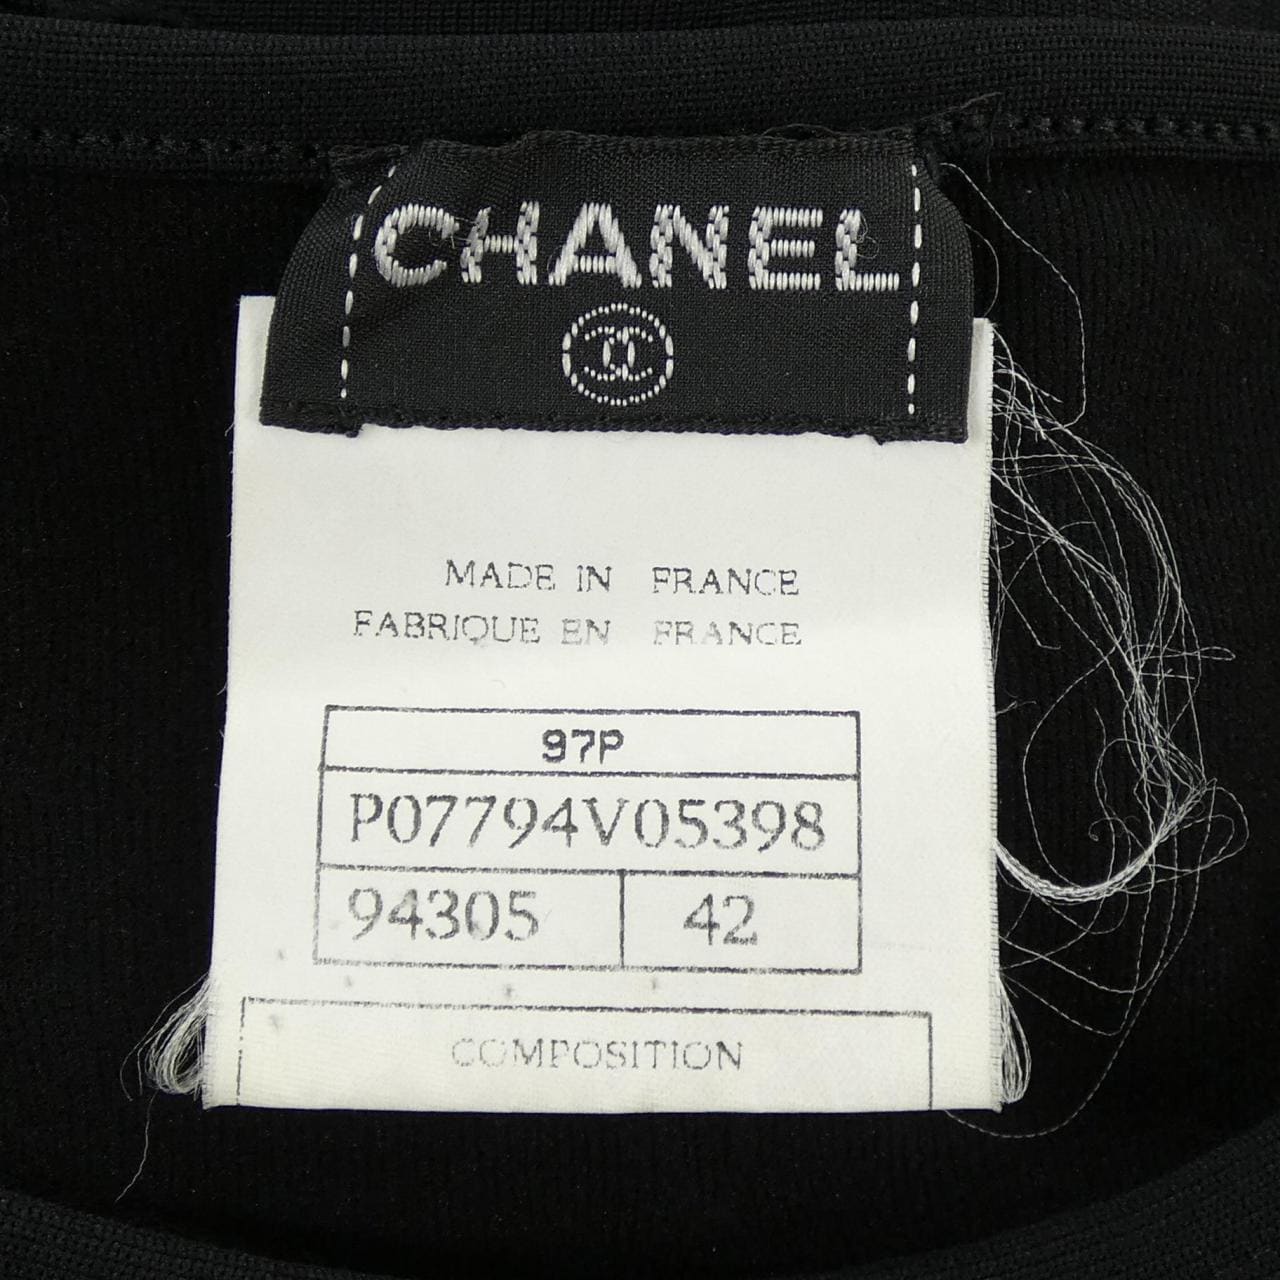 CHANEL
MADE IN FRANCE
FABRIQUE EN FRANCE
97P
P07794V05398
94305 42
COMPOSITION